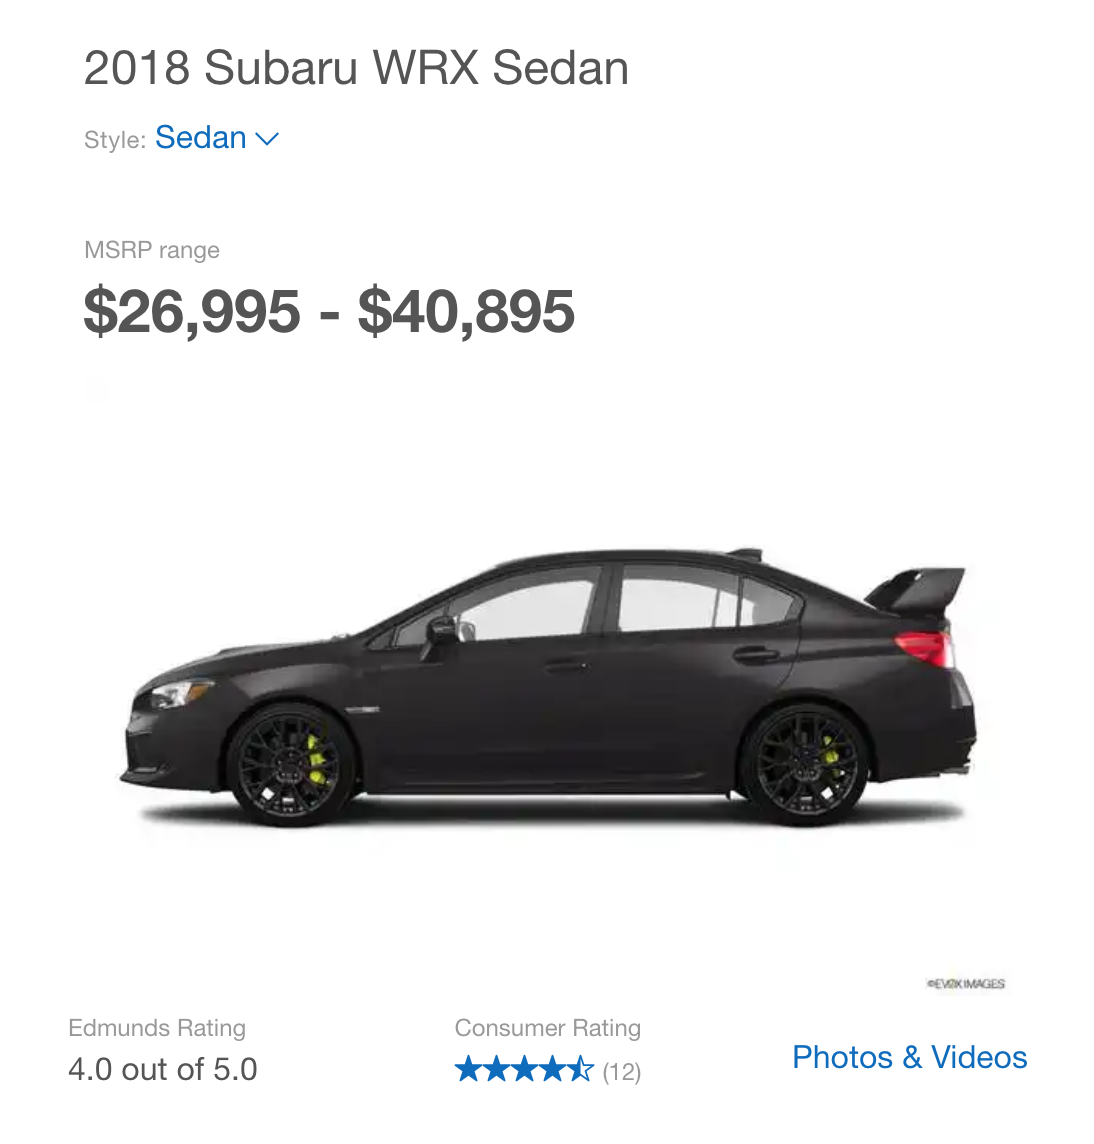 2018 Subaru WRX Sedan
Style: Sedan
MSRP range
$26,995 - $40,895
©EVOX IMAGES
Edmunds Rating
Consumer Rating
4.0 out of 5.0
(12)
Photos & Videos